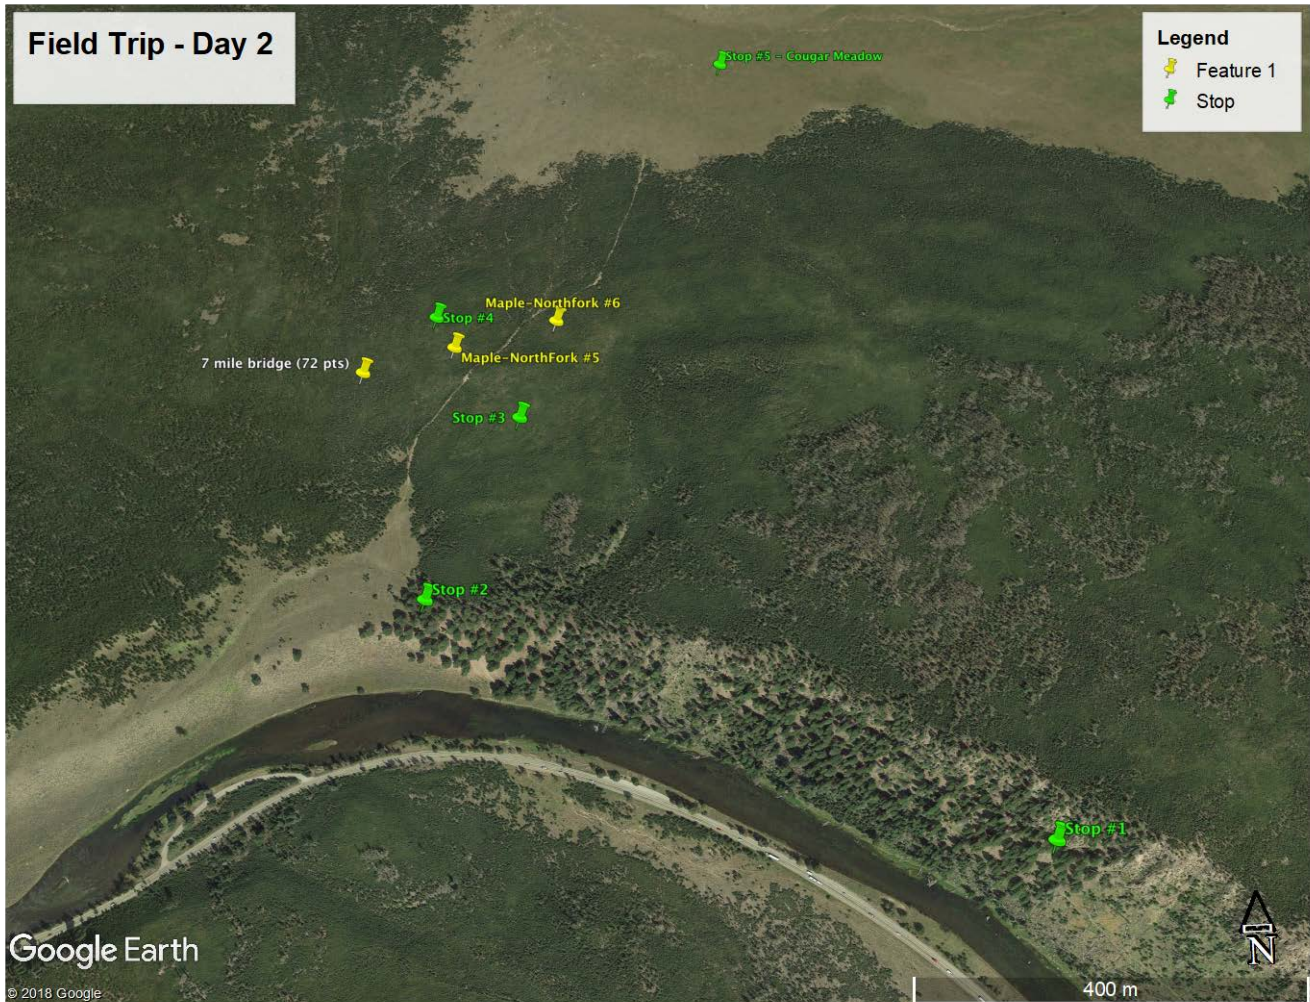 Field Trip - Day 2
Legend
Feature 1
Stop
Stop #5 - Cougar Meadow
Maple-Northfork #6
Stop #4
Maple-NorthFork #5
7 mile bridge (72 pts)
Stop #3
Stop #2
Stop #1
N
Google Earth
© 2018 Google
400 m